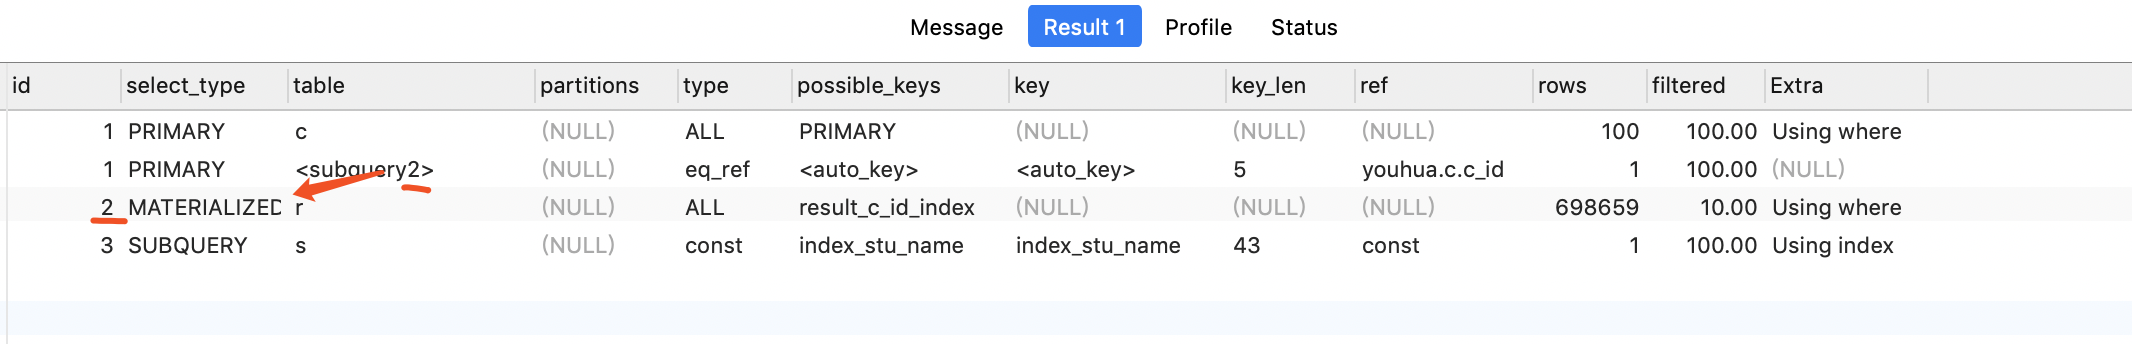 Message Result 1 Profile Status
id select_type table partitions type possible_keys key key_len ref rows filtered Extra
1 PRIMARY c (NULL) ALL PRIMARY (NULL) (NULL) (NULL) 100 100.00 Using where
1 PRIMARY <subquery2> (NULL) eq_ref <auto_key> <auto_key> 5 youhua.c.c_id 1 100.00 (NULL)
2 MATERIALIZED r (NULL) ALL result_c_id_index (NULL) (NULL) (NULL) 698659 10.00 Using where
3 SUBQUERY s (NULL) const index_stu_name index_stu_name 43 const 1 100.00 Using index